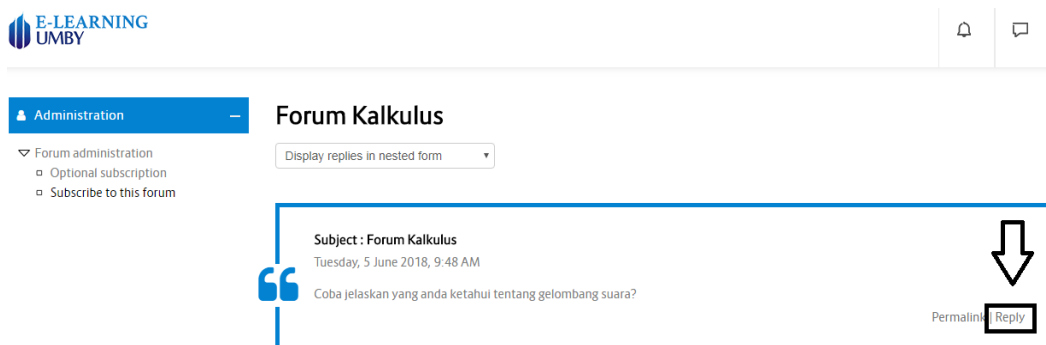 E-LEARNING
UMBY
Administration
Forum administration
Optional subscription
Subscribe to this forum
Forum Kalkulus
Display replies in nested form
Subject : Forum Kalkulus
Tuesday, 5 June 2018, 9:48 AM
Coba jelaskan yang anda ketahui tentang gelombang suara?
Permalink | Reply